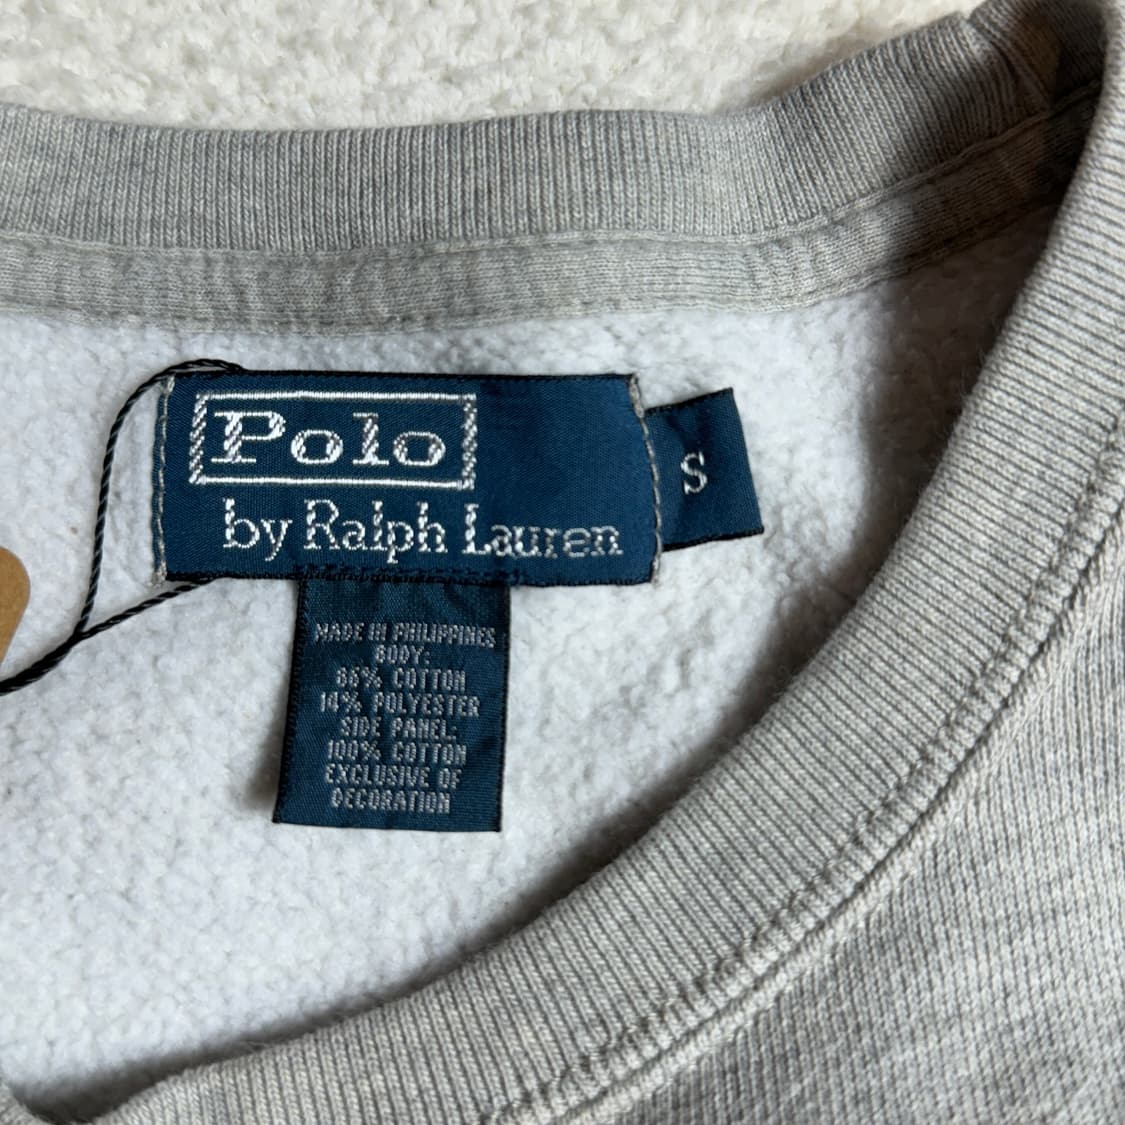 Polo
by Ralph Lauren
S
MADE IN PHILIPPINES
BODY:
86% COTTON
14% POLYESTER
SIDE PANEL:
100% COTTON
EXCLUSIVE OF
DECORATION